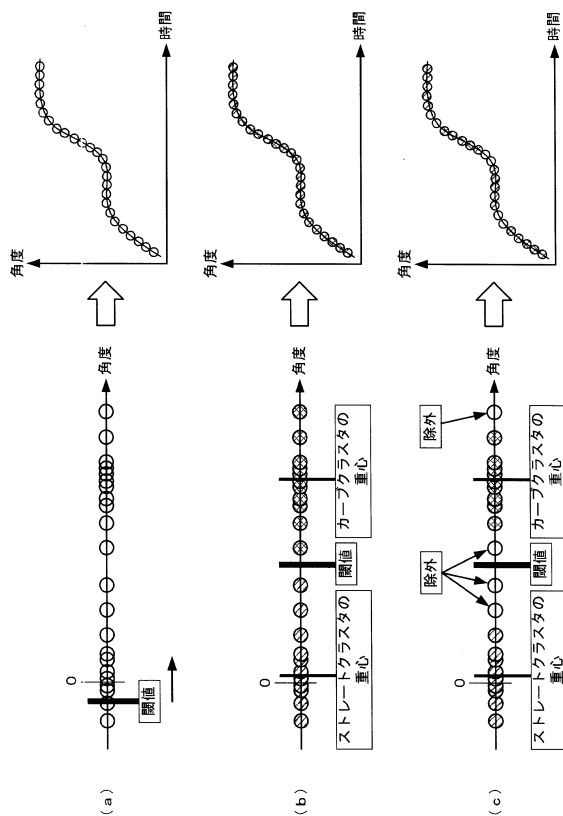 (a)
閾値
0
角度
角度
時間
(b)
ストレートクラスタの
重心
0
閾値
カーブクラスタの
重心
角度
角度
時間
(c)
ストレートクラスタの
重心
0
除外
閾値
カーブクラスタの
重心
除外
角度
角度
時間